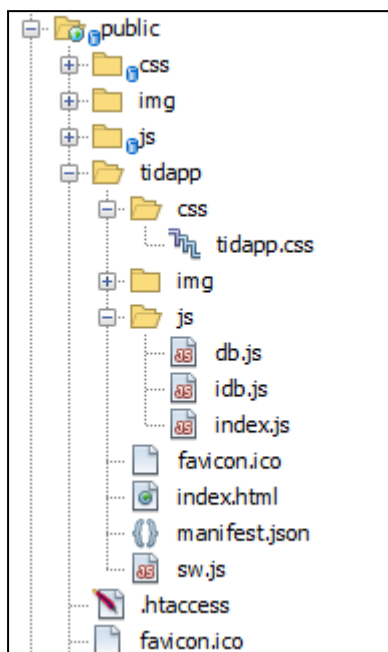 public
css
img
js
tidapp
css
tidapp.css
img
js
db.js
idb.js
index.js
favicon.ico
index.html
manifest.json
sw.js
.htaccess
favicon.ico